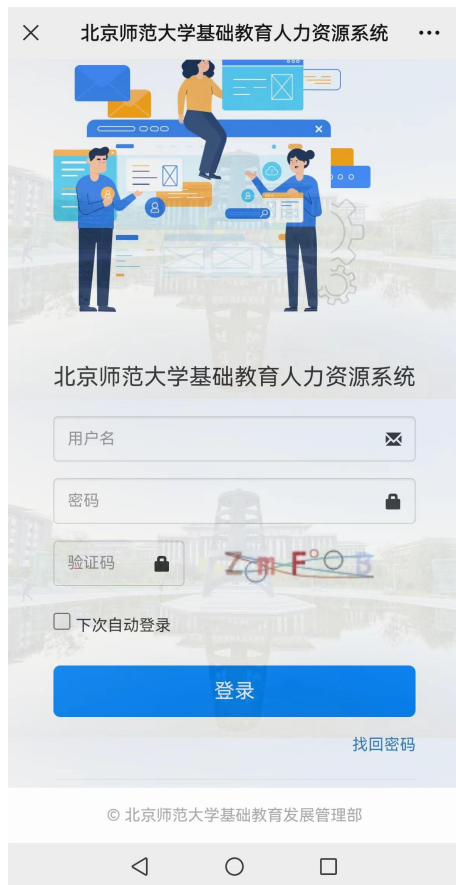 北京师范大学基础教育人力资源系统
北京师范大学基础教育人力资源系统
用户名
密码
验证码
下次自动登录
登录
找回密码
© 北京师范大学基础教育发展管理部